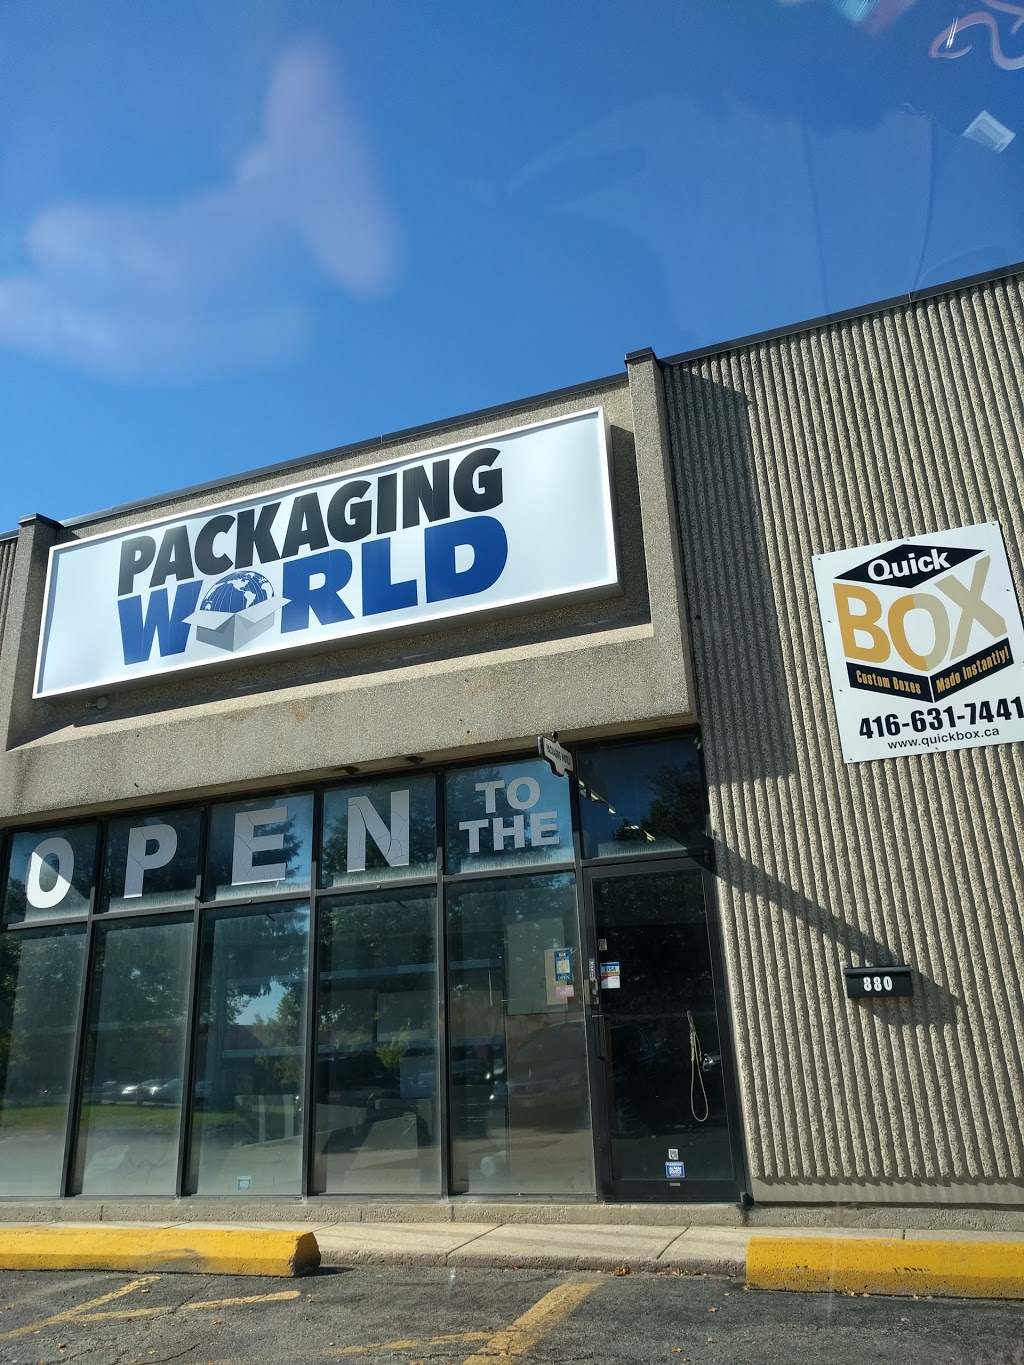 PACKAGING
WORLD
Quick
BOX
Custom Boxes
Made Instantly!
416-631-7441
www.quickbox.ca
OPEN
TO
THE
880